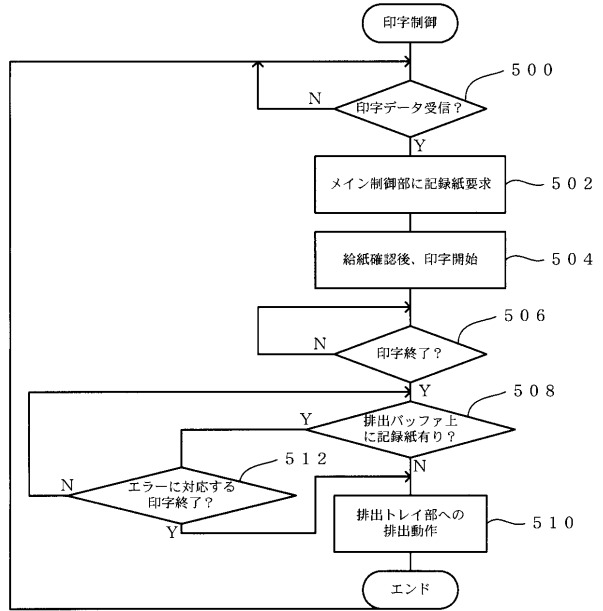 印字制御
５００
印字データ受信？
N
Y
メイン制御部に記録紙要求
５０２
給紙確認後、印字開始
５０４
５０６
印字終了？
N
Y
５０８
排出バッファ上
に記録紙有り？
Y
N
５１２
エラーに対応する
印字終了？
N
Y
排出トレイ部への
排出動作
５１０
エンド